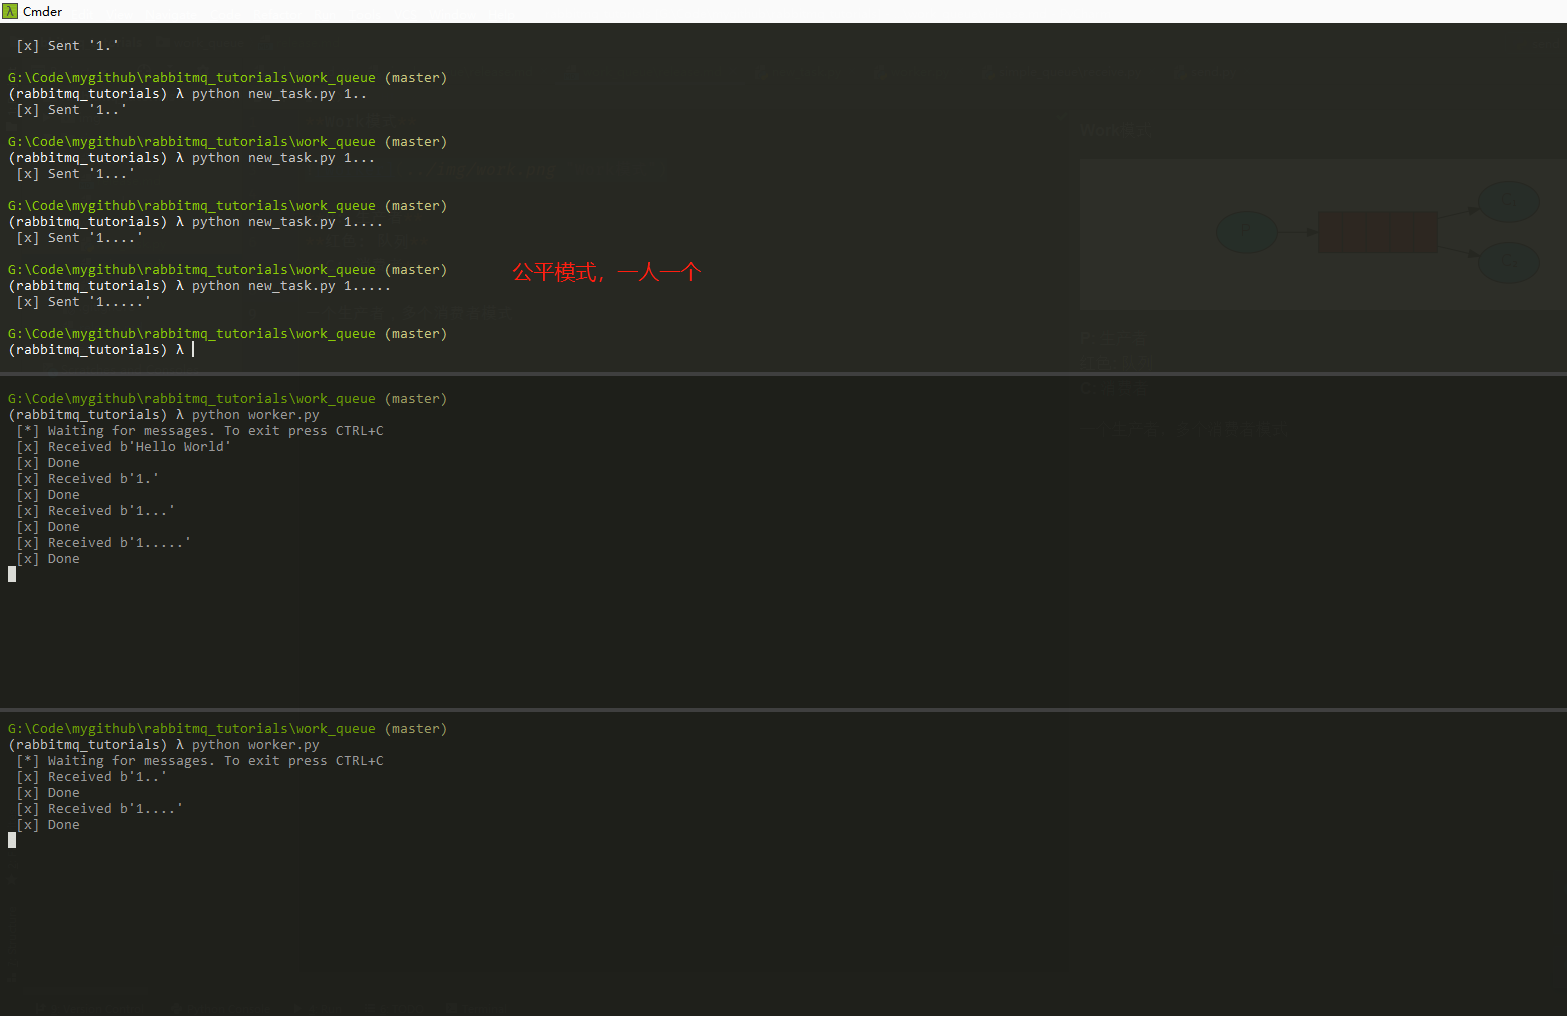 Cmder
[x] Sent '1.'
G:\Code\mygithub\rabbitmq_tutorials\work_queue (master)
(rabbitmq_tutorials) λ python new_task.py 1..
[x] Sent '1..'
G:\Code\mygithub\rabbitmq_tutorials\work_queue (master)
(rabbitmq_tutorials) λ python new_task.py 1...
[x] Sent '1...'
G:\Code\mygithub\rabbitmq_tutorials\work_queue (master)
(rabbitmq_tutorials) λ python new_task.py 1....
[x] Sent '1....'
G:\Code\mygithub\rabbitmq_tutorials\work_queue (master)
公平模式，一人一个
(rabbitmq_tutorials) λ python new_task.py 1.....
[x] Sent '1.....'
G:\Code\mygithub\rabbitmq_tutorials\work_queue (master)
(rabbitmq_tutorials) λ
G:\Code\mygithub\rabbitmq_tutorials\work_queue (master)
(rabbitmq_tutorials) λ python worker.py
[*] Waiting for messages. To exit press CTRL+C
[x] Received b'Hello World'
[x] Done
[x] Received b'1.'
[x] Done
[x] Received b'1...'
[x] Done
[x] Received b'1.....'
[x] Done
G:\Code\mygithub\rabbitmq_tutorials\work_queue (master)
(rabbitmq_tutorials) λ python worker.py
[*] Waiting for messages. To exit press CTRL+C
[x] Received b'1..'
[x] Done
[x] Received b'1....'
[x] Done